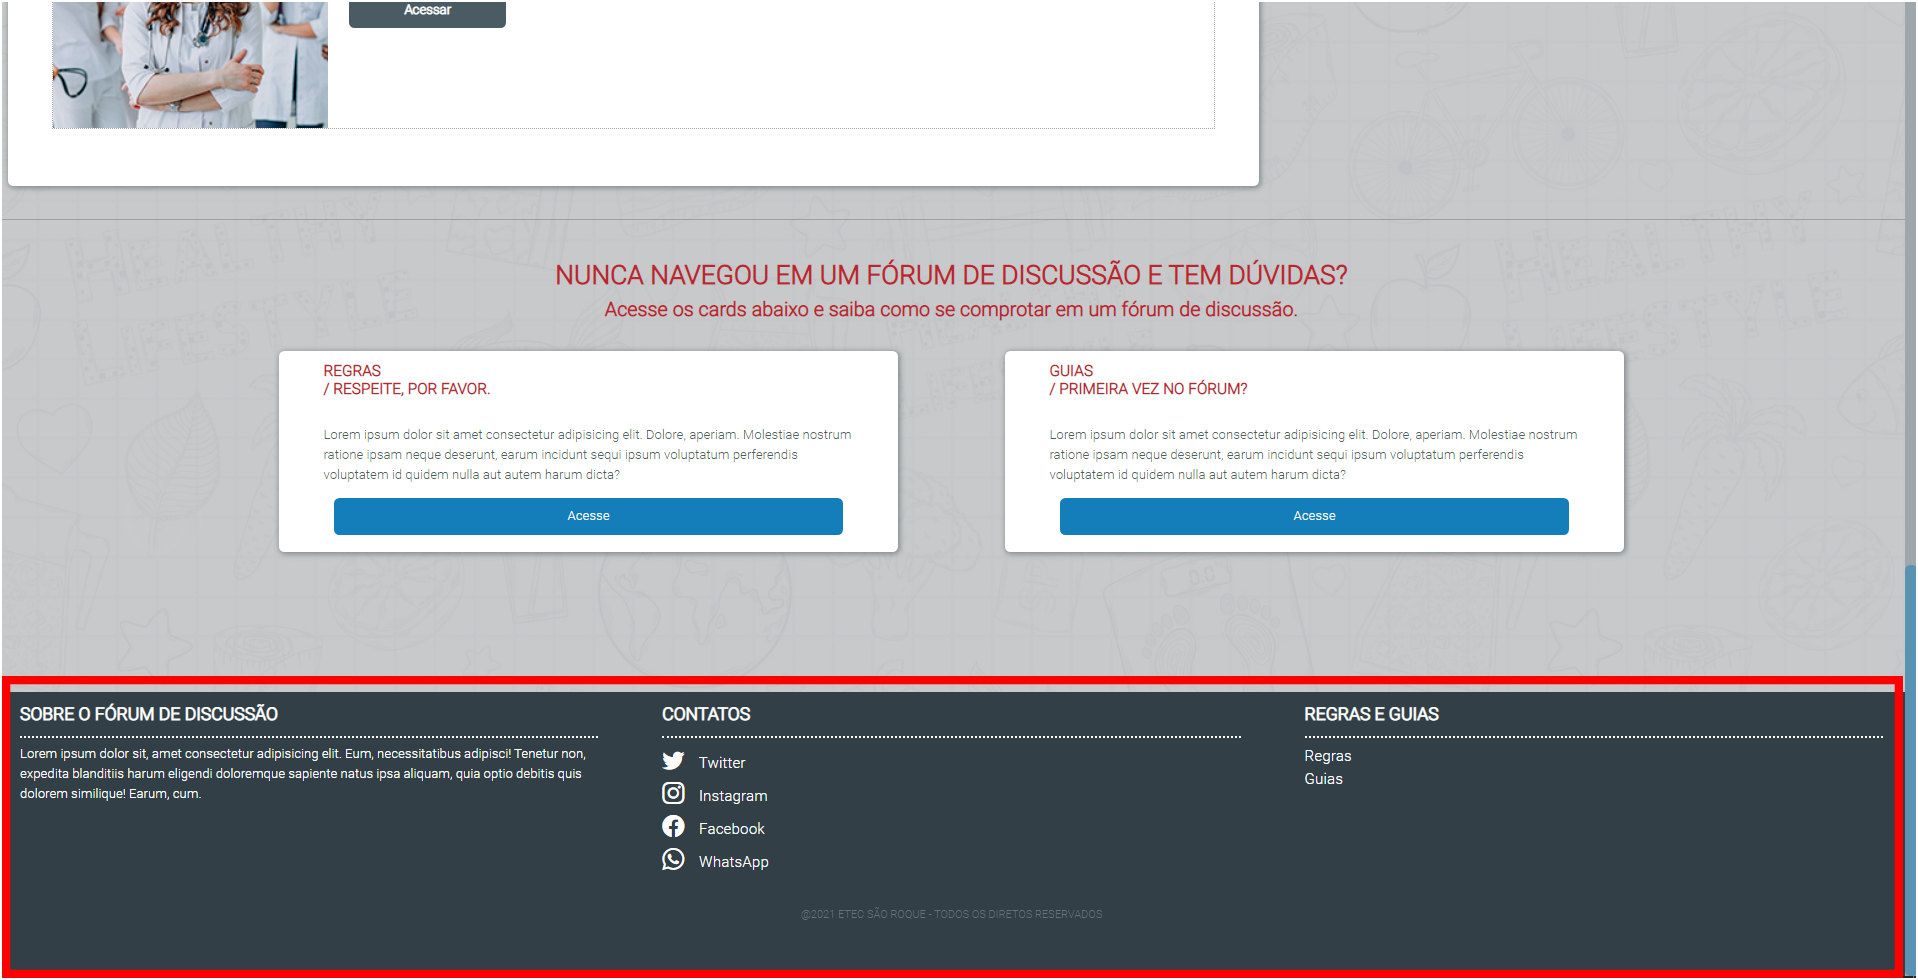 Acessar
NUNCA NAVEGOU EM UM FÓRUM DE DISCUSSÃO E TEM DÚVIDAS?
Acesse os cards abaixo e saiba como se comprotar em um fórum de discussão.
REGRAS
/ RESPEITE, POR FAVOR.
Lorem ipsum dolor sit amet consectetur adipisicing elit. Dolore, aperiam. Molestiae nostrum
ratione ipsam neque deserunt, earum incidunt sequi ipsum voluptatum perferendis
voluptatem id quidem nulla aut autem harum dicta?
Acesse
GUIAS
/ PRIMEIRA VEZ NO FÓRUM?
Lorem ipsum dolor sit amet consectetur adipisicing elit. Dolore, aperiam. Molestiae nostrum
ratione ipsam neque deserunt, earum incidunt sequi ipsum voluptatum perferendis
voluptatem id quidem nulla aut autem harum dicta?
Acesse
SOBRE O FÓRUM DE DISCUSSÃO
Lorem ipsum dolor sit, amet consectetur adipisicing elit. Eum, necessitatibus adipisci! Tenetur non,
expedita blanditiis harum eligendi doloremque sapiente natus ipsa aliquam, quia optio debitis quis
dolorem similique! Earum, cum.
CONTATOS
Twitter
Instagram
Facebook
WhatsApp
REGRAS E GUIAS
Regras
Guias
@2021 ETEC SÃO ROQUE - TODOS OS DIRETOS RESERVADOS
HEALTHY
LIFESTYLE
HEALTHY
LIFESTYLE